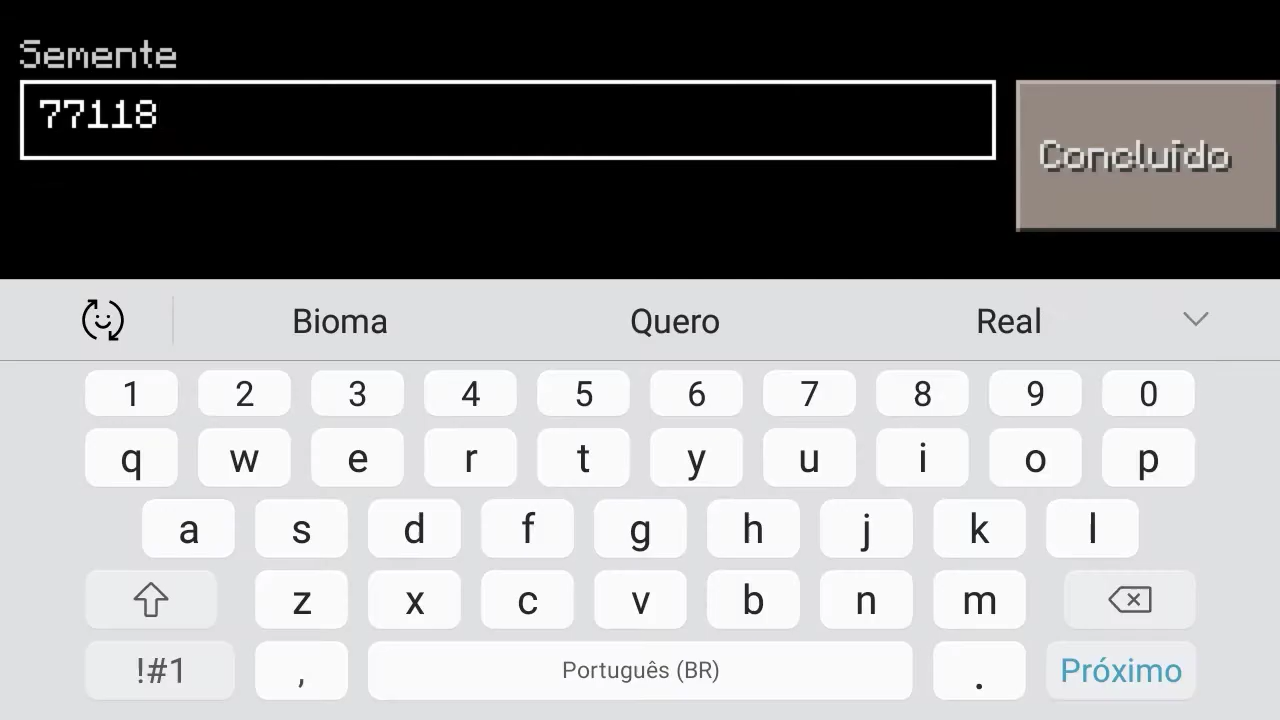 Semente
77118
Concluído
Bioma Quero Real
1 2 3 4 5 6 7 8 9 0
q w e r t y u i o p
a s d f g h j k l
z x c v b n m
!#1 , Português (BR) . Próximo